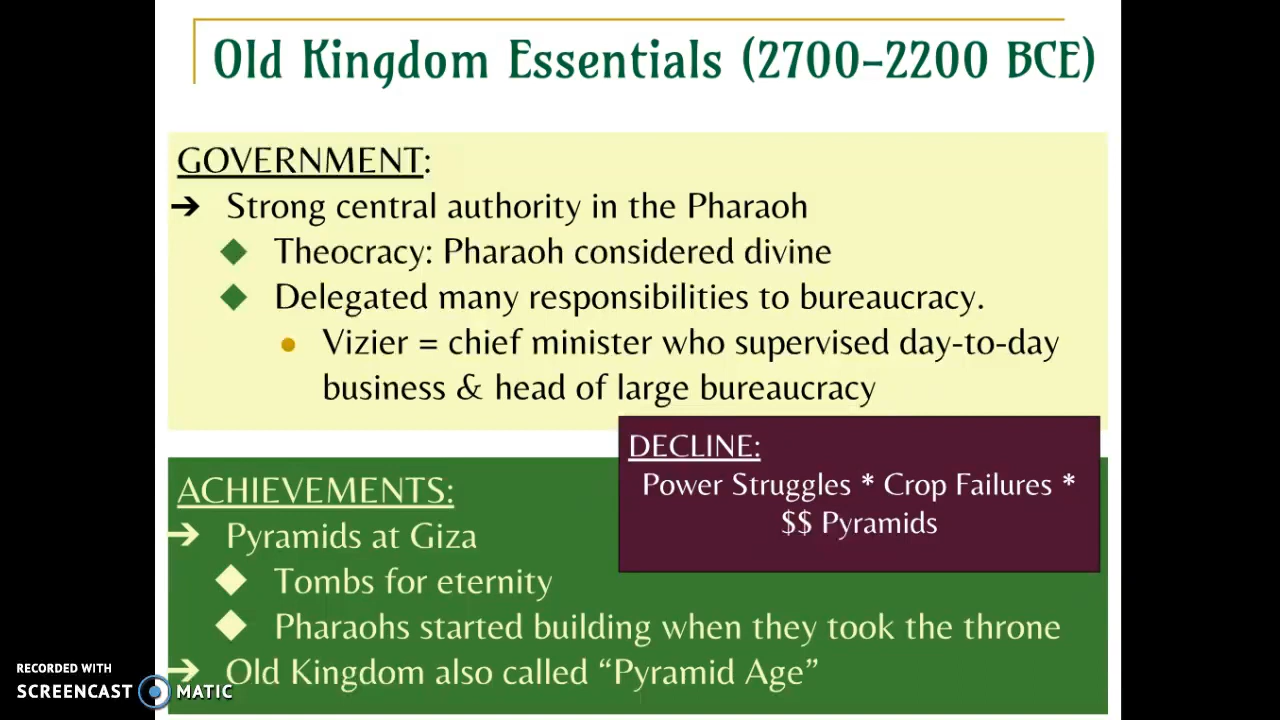 Old Kingdom Essentials (2700–2200 BCE)
GOVERNMENT:
➔ Strong central authority in the Pharaoh
◆ Theocracy: Pharaoh considered divine
◆ Delegated many responsibilities to bureaucracy.
● Vizier = chief minister who supervised day-to-day
business & head of large bureaucracy
DECLINE:
Power Struggles * Crop Failures *
$$ Pyramids
ACHIEVEMENTS:
➔ Pyramids at Giza
◆ Tombs for eternity
◆ Pharaohs started building when they took the throne
➔ Old Kingdom also called “Pyramid Age”
RECORDED WITH
SCREENCAST MATIC